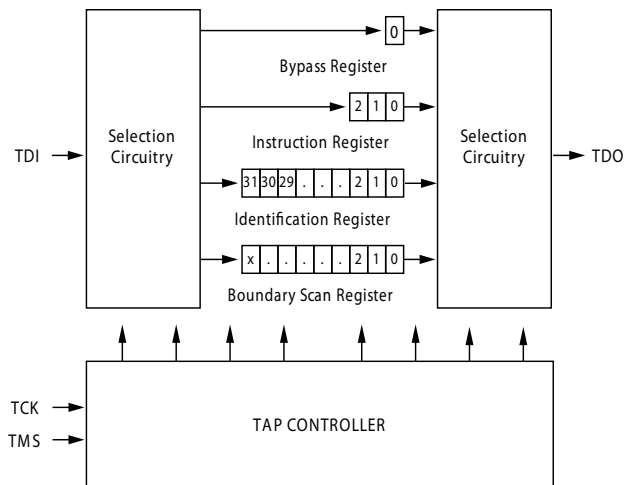 0
Bypass Register
2 1 0
Instruction Register
TDI
Selection
Circuitry
Selection
Circuitry
TDO
31 30 29 . . . 2 1 0
Identification Register
x . . . . . 2 1 0
Boundary Scan Register
TCK
TMS
TAP CONTROLLER